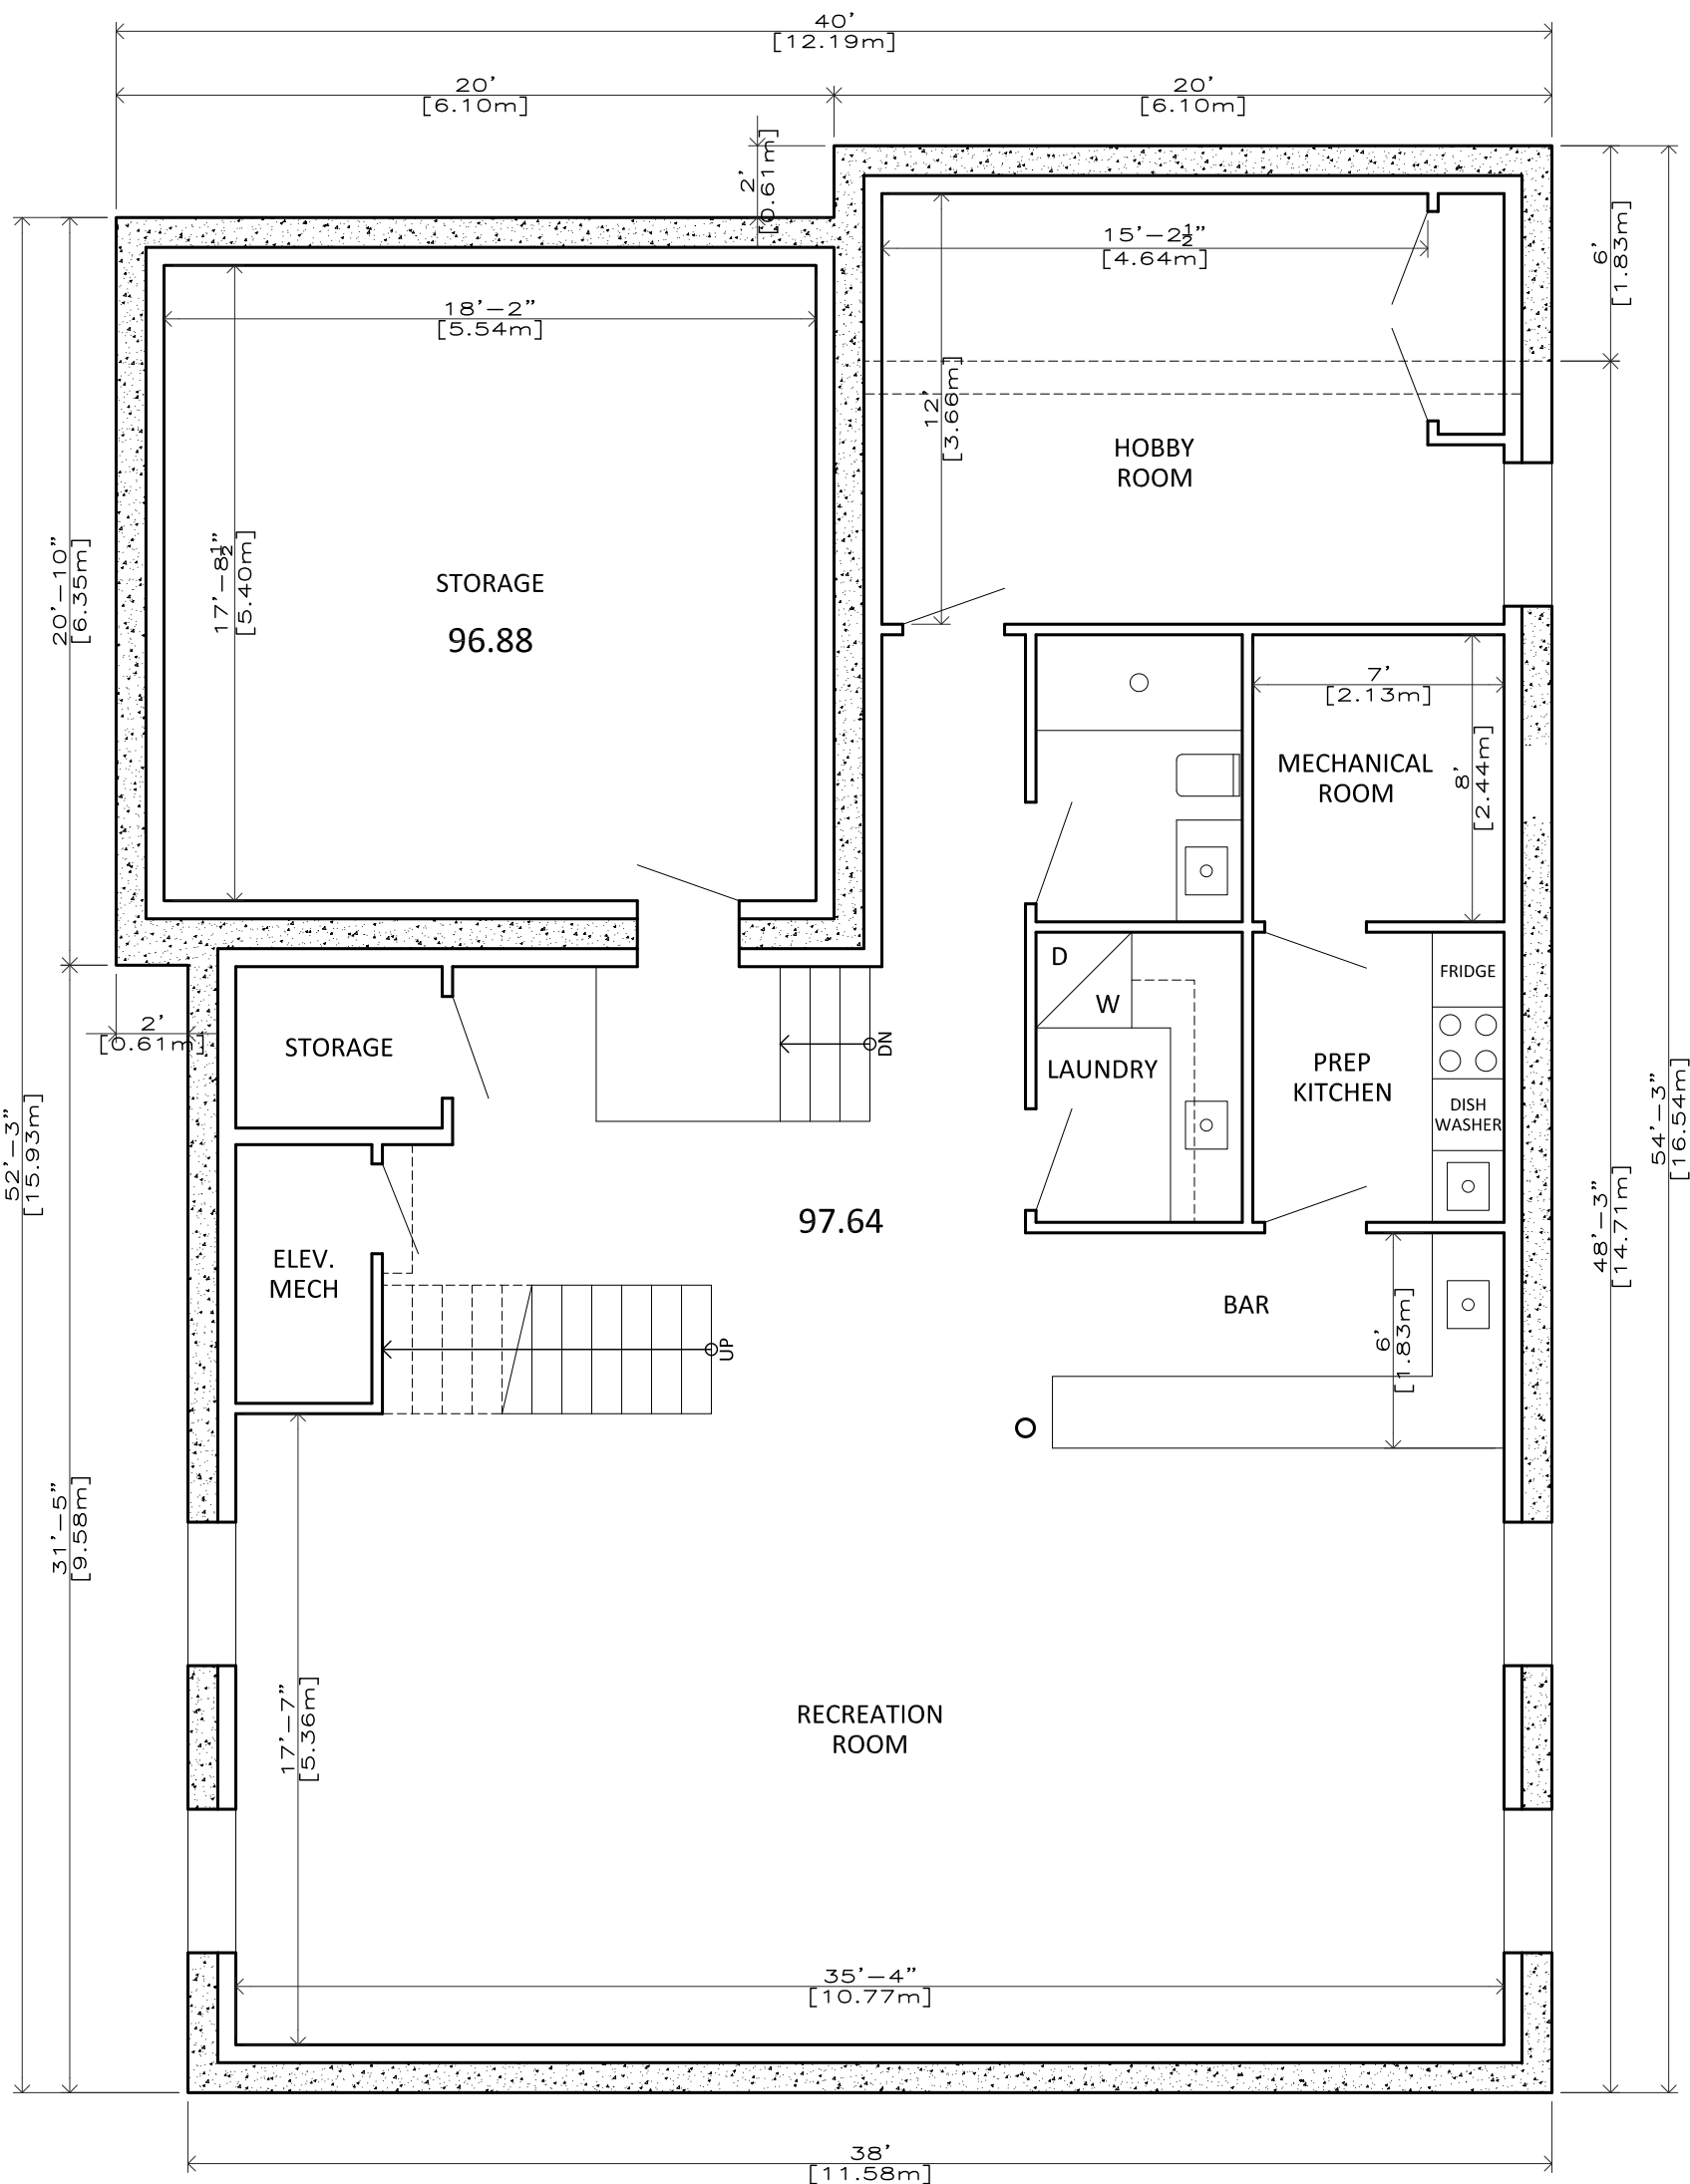 40’
[12.19m]
20’
[6.10m]
20’
[6.10m]
2’
[0.61m]
6’
[1.83m]
15’-2½”
[4.64m]
18’-2”
[5.54m]
12’
[3.66m]
HOBBY
ROOM
20’-10”
[6.35m]
17’-8½”
[5.40m]
STORAGE
96.88
7’
[2.13m]
MECHANICAL
ROOM
8’
[2.44m]
D
W
FRIDGE
2’
[0.61m]
STORAGE
DN
LAUNDRY
PREP
KITCHEN
DISH
WASHER
52’-3”
[15.93m]
54’-3”
[16.54m]
48’-3”
[14.71m]
97.64
ELEV.
MECH
BAR
UP
6’
[1.83m]
31’-5”
[9.58m]
17’-7”
[5.36m]
RECREATION
ROOM
35’-4”
[10.77m]
38’
[11.58m]